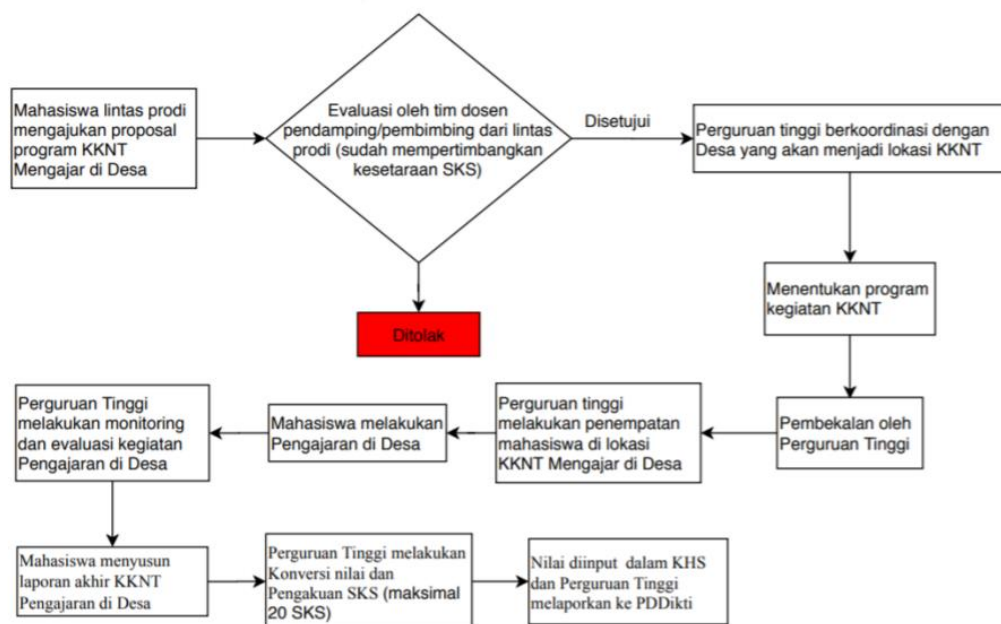 Mahasiswa lintas prodi
mengajukan proposal
program KKNT
Mengajar di Desa
Evaluasi oleh tim dosen
pendamping/pembimbing dari lintas
prodi (sudah mempertimbangkan
kesetaraan SKS)
Disetujui
Perguruan tinggi berkoordinasi dengan
Desa yang akan menjadi lokasi KKNT
Ditolak
Menentukan program
kegiatan KKNT
Pembekalan oleh
Perguruan Tinggi
Perguruan tinggi
melakukan penempatan
mahasiswa di lokasi
KKNT Mengajar di Desa
Mahasiswa melakukan
Pengajaran di Desa
Perguruan Tinggi
melakukan monitoring
dan evaluasi kegiatan
Pengajaran di Desa
Mahasiswa menyusun
laporan akhir KKNT
Pengajaran di Desa
Perguruan Tinggi melakukan
Konversi nilai dan
Pengakuan SKS (maksimal
20 SKS)
Nilai diinput dalam KHS
dan Perguruan Tinggi
melaporkan ke PDDikti